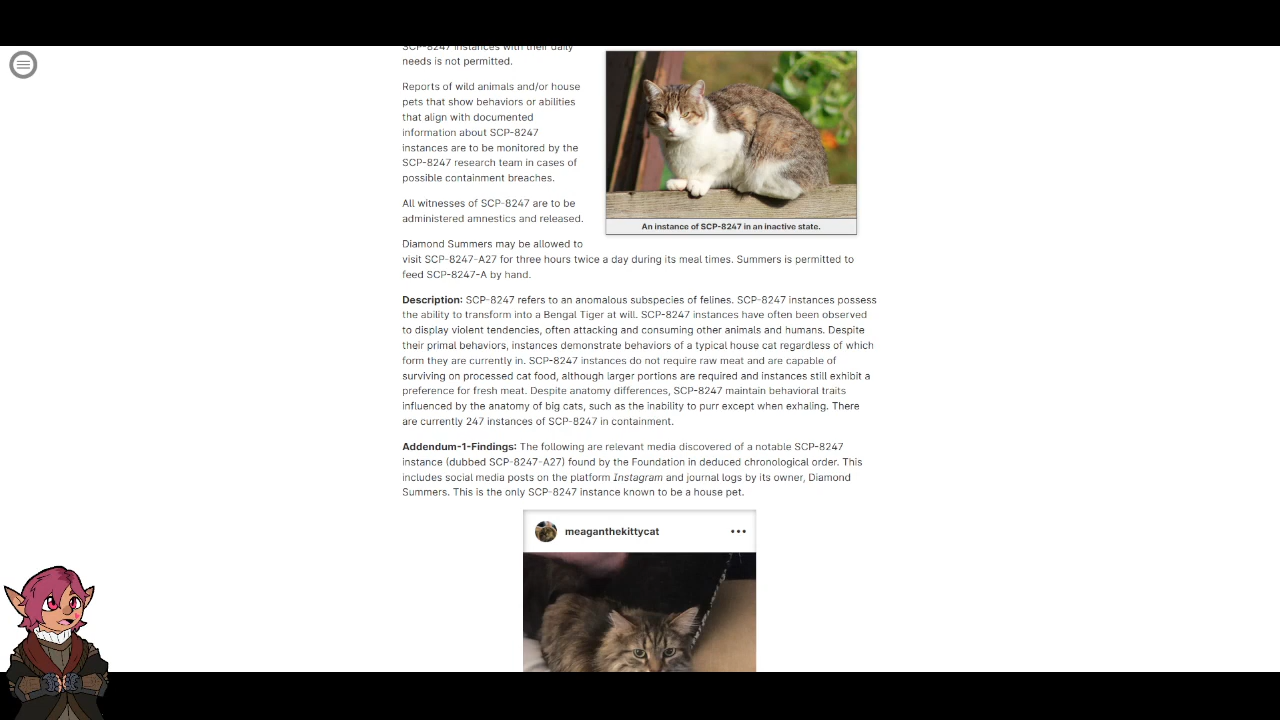 SCP-8247 instances with their daily
needs is not permitted.
Reports of wild animals and/or house
pets that show behaviors or abilities
that align with documented
information about SCP-8247
instances are to be monitored by the
SCP-8247 research team in cases of
possible containment breaches.
All witnesses of SCP-8247 are to be
administered amnestics and released.
An instance of SCP-8247 in an inactive state.
Diamond Summers may be allowed to
visit SCP-8247-A27 for three hours twice a day during its meal times. Summers is permitted to
feed SCP-8247-A by hand.
Description: SCP-8247 refers to an anomalous subspecies of felines. SCP-8247 instances possess
the ability to transform into a Bengal Tiger at will. SCP-8247 instances have often been observed
to display violent tendencies, often attacking and consuming other animals and humans. Despite
their primal behaviors, instances demonstrate behaviors of a typical house cat regardless of which
form they are currently in. SCP-8247 instances do not require raw meat and are capable of
surviving on processed cat food, although larger portions are required and instances still exhibit a
preference for fresh meat. Despite anatomy differences, SCP-8247 maintain behavioral traits
influenced by the anatomy of big cats, such as the inability to purr except when exhaling. There
are currently 247 instances of SCP-8247 in containment.
Addendum-1-Findings: The following are relevant media discovered of a notable SCP-8247
instance (dubbed SCP-8247-A27) found by the Foundation in deduced chronological order. This
includes social media posts on the platform Instagram and journal logs by its owner, Diamond
Summers. This is the only SCP-8247 instance known to be a house pet.
meaganthekittycat